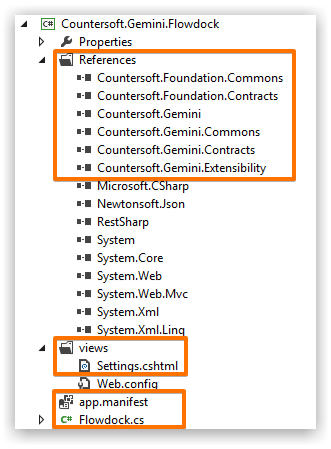 C# Countersoft.Gemini.Flowdock
Properties
References
Countersoft.Foundation.Commons
Countersoft.Foundation.Contracts
Countersoft.Gemini
Countersoft.Gemini.Commons
Countersoft.Gemini.Contracts
Countersoft.Gemini.Extensibility
Microsoft.CSharp
Newtonsoft.Json
RestSharp
System
System.Core
System.Web
System.Web.Mvc
System.Xml
System.Xml.Linq
views
Settings.cshtml
Web.config
app.manifest
C# Flowdock.cs